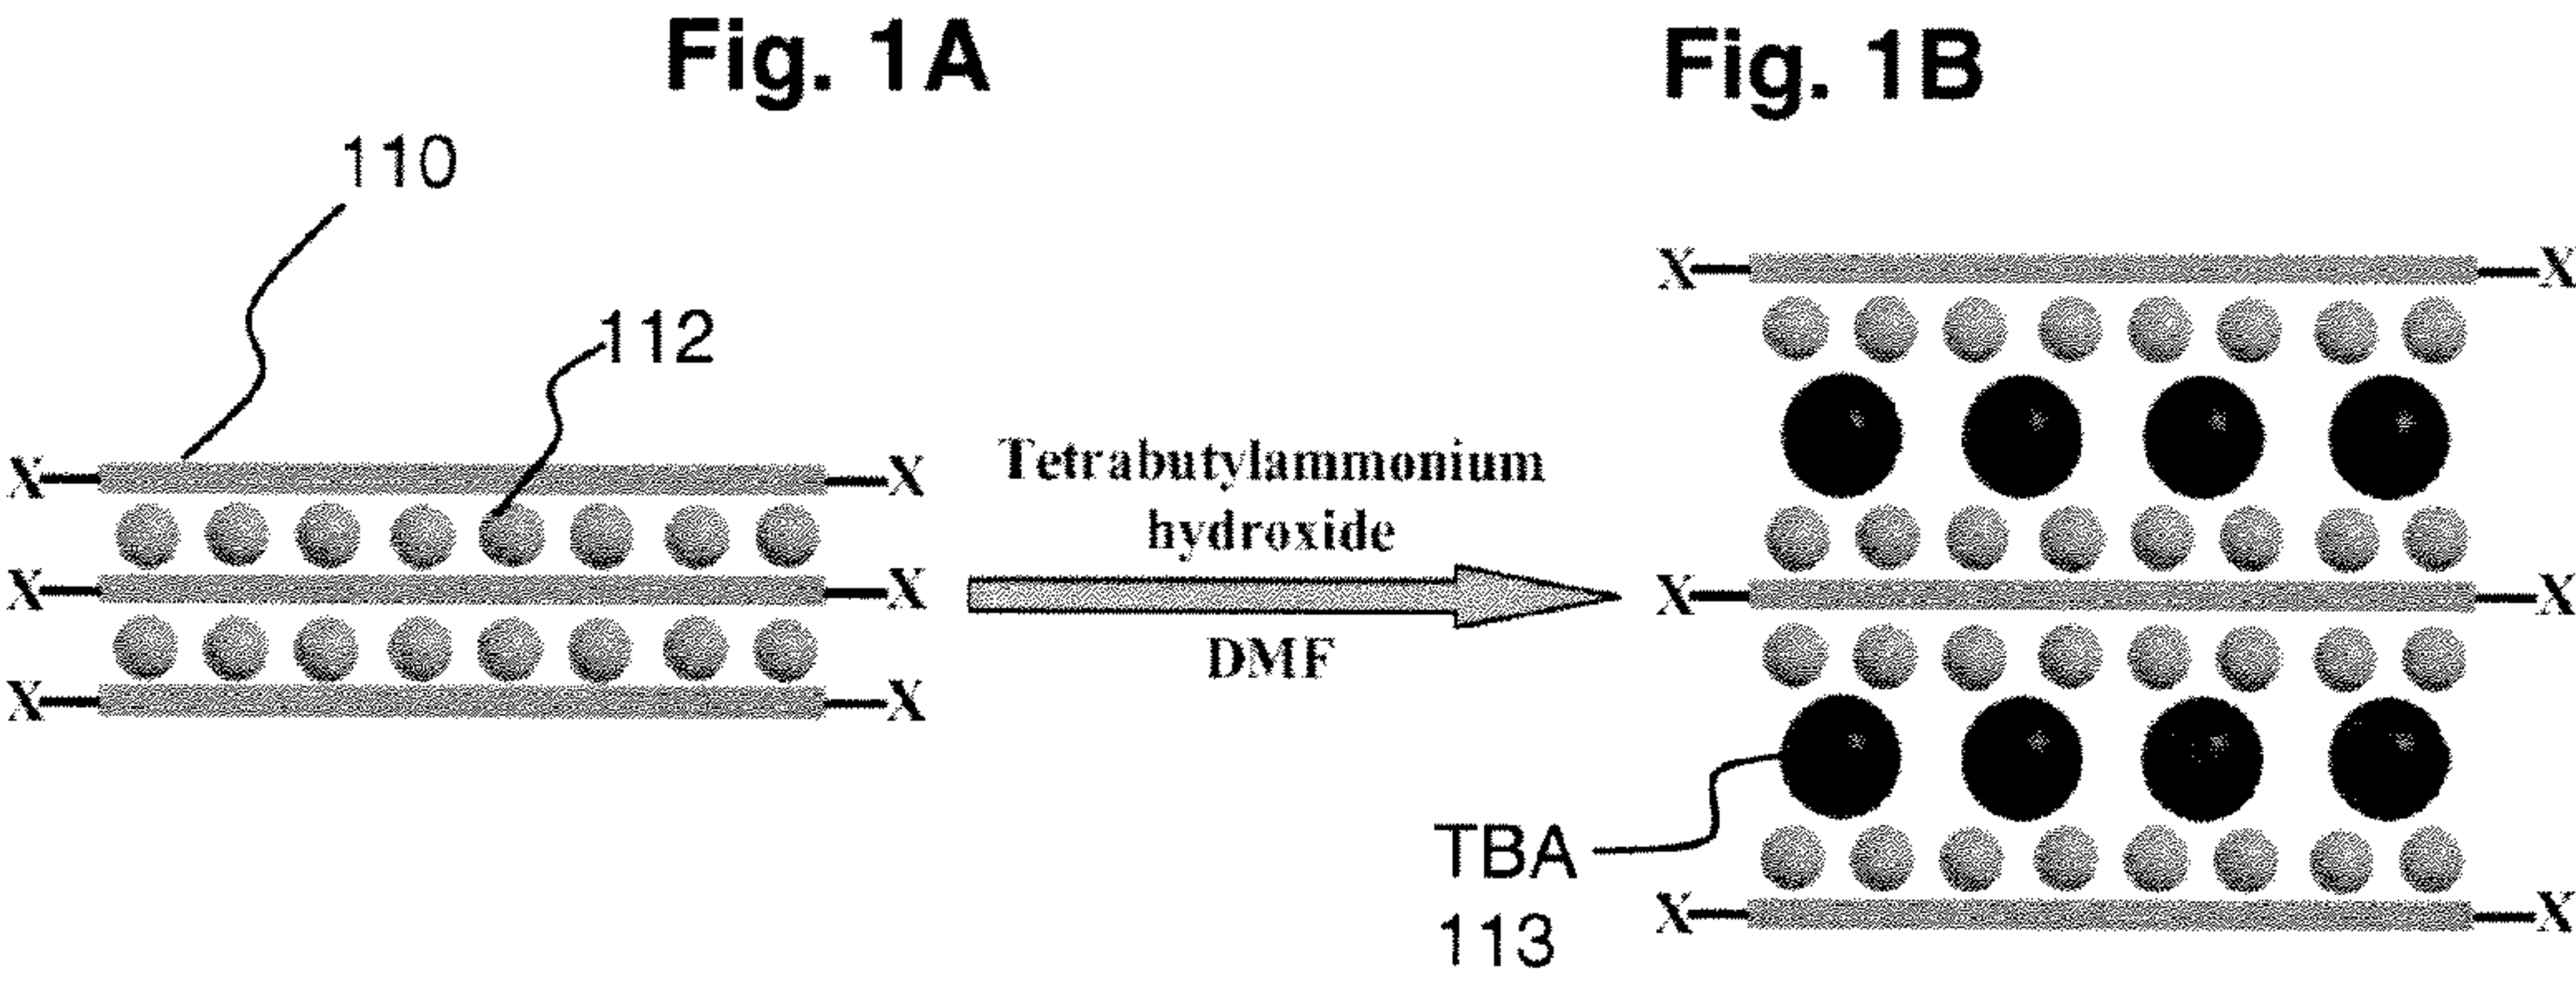 Fig. 1A
Fig. 1B
110
112
X X
X X
X X
Tetrabutylammonium
hydroxide
DMF
X X
X X
X X
TBA
113